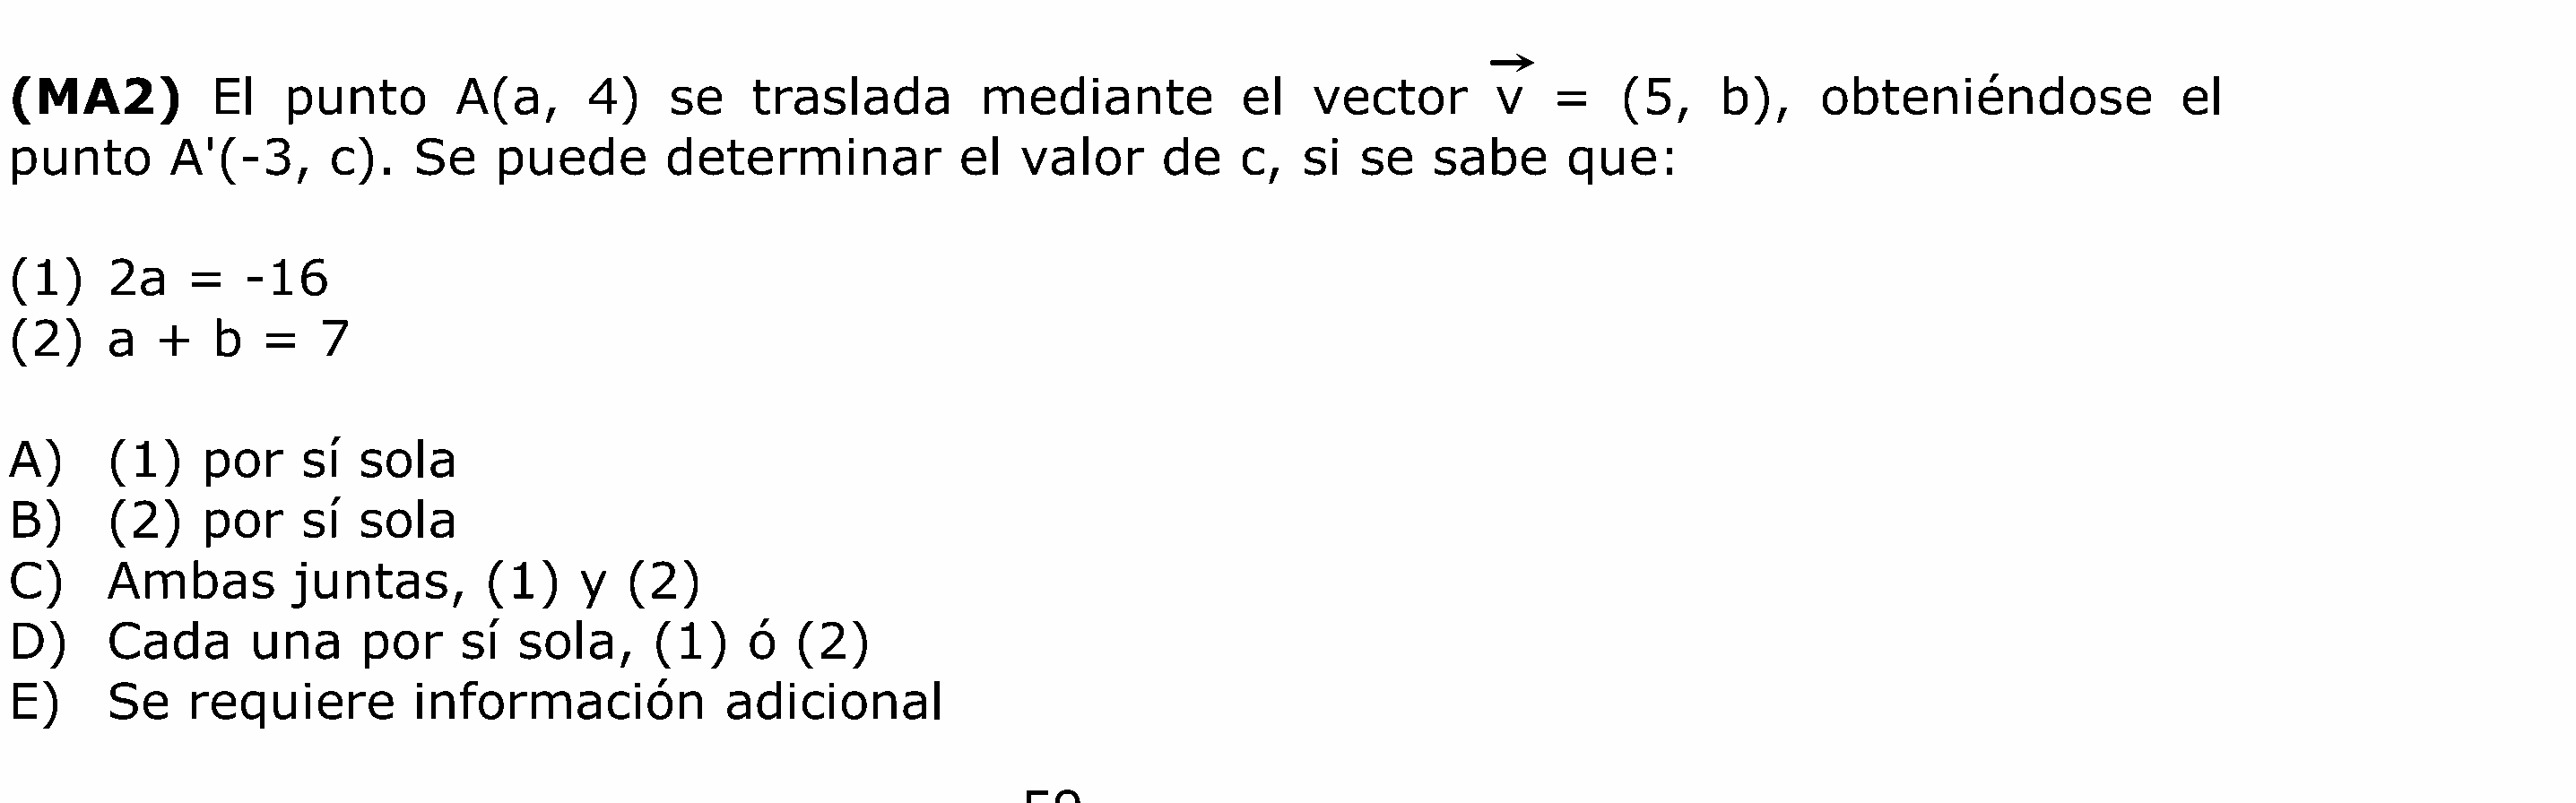 (MA2) El punto A(a, 4) se traslada mediante el vector v = (5, b), obteniéndose el
punto A'(-3, c). Se puede determinar el valor de c, si se sabe que:
(1) 2a = -16
(2) a + b = 7
A) (1) por sí sola
B) (2) por sí sola
C) Ambas juntas, (1) y (2)
D) Cada una por sí sola, (1) ó (2)
E) Se requiere información adicional